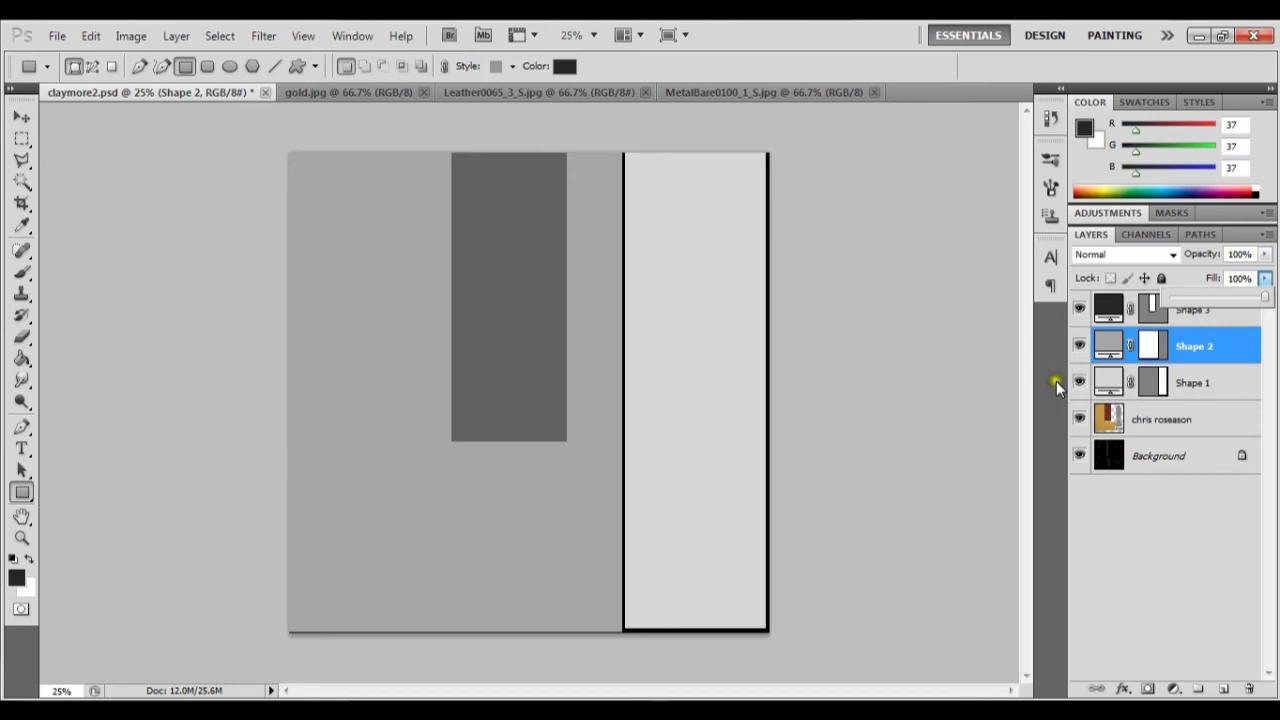 Ps File Edit Image Layer Select Filter View Window Help Br Mb 25% ESSENTIALS DESIGN PAINTING
Style: Color:
claymore2.psd @ 25% (Shape 2, RGB/8#) * gold.jpg @ 66.7% (RGB/8) Leather0065_3_S.jpg @ 66.7% (RGB/8#) MetalBare0100_1_S.jpg @ 66.7% (RGB/8)
COLOR SWATCHES STYLES
R 37
G 37
B 37
ADJUSTMENTS MASKS
LAYERS CHANNELS PATHS
Normal Opacity: 100%
Lock: Fill: 100%
Shape 3
Shape 2
Shape 1
chris roseason
Background
25% Doc: 12.0M/25.6M